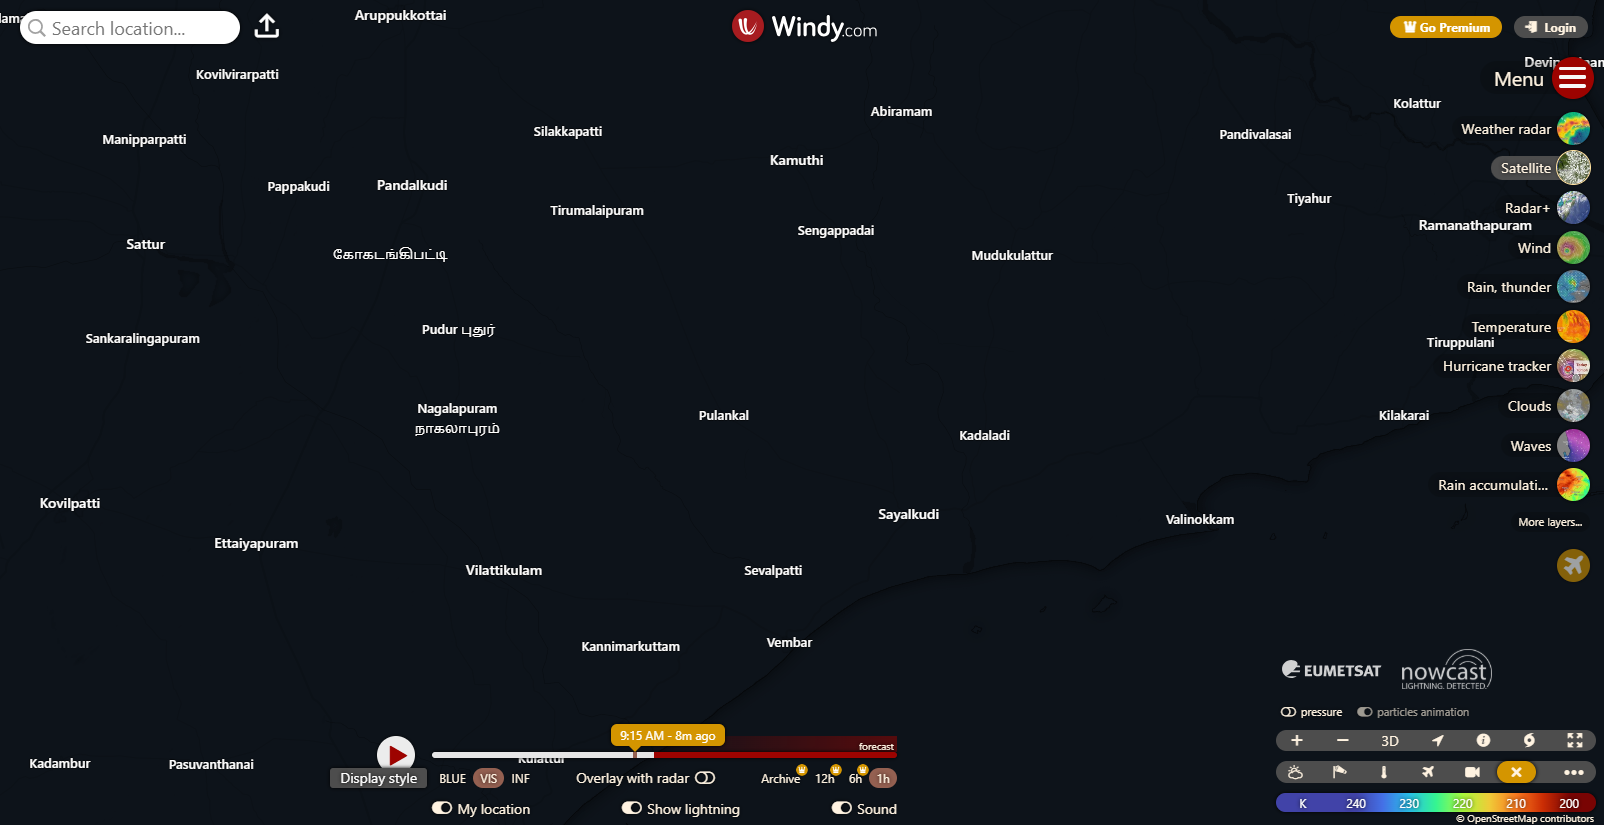 Search location...
Aruppukkottai
Windy.com
Go Premium
Login
Kovilvirarpatti
Menu
Abiramam
Kolattur
Manipparpatti
Silakkapatti
Pandivalasai
Weather radar
Kamuthi
Satellite
Pappakudi
Pandalkudi
Tirumalaipuram
Tiyahur
Radar+
Sengappadai
Ramanathapuram
Sattur
கோகடங்கிபட்டி
Mudukulattur
Wind
Rain, thunder
Pudur புதுர்
Temperature
Sankaralingapuram
Tiruppulani
Hurricane tracker
Nagalapuram
நாகலாபுரம்
Pulankal
Kilakarai
Clouds
Kadaladi
Waves
Rain accumulati...
Kovilpatti
Sayalkudi
Valinokkam
More layers...
Ettaiyapuram
Vilattikulam
Sevalpatti
Kannimarkuttam
Vembar
EUMETSAT
nowcast
LIGHTNING. DETECTED.
pressure
particles animation
9:15 AM - 8m ago
forecast
3D
Kadambur
Pasuvanthanai
Kulattur
Display style
BLUE VIS INF
Overlay with radar
Archive 12h 6h 1h
My location
Show lightning
Sound
K 240 230 220 210 200
© OpenStreetMap contributors